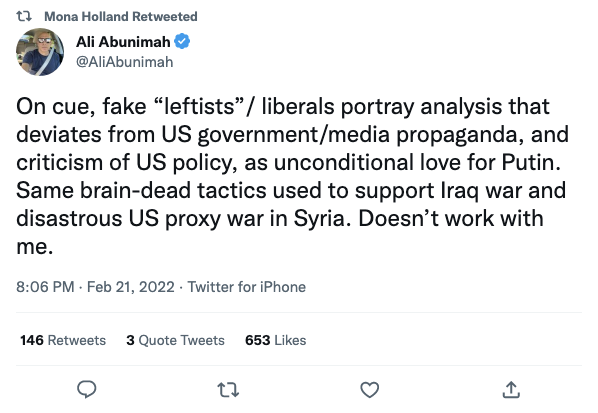 Mona Holland Retweeted
Ali Abunimah
@AliAbunimah
On cue, fake “leftists”/ liberals portray analysis that
deviates from US government/media propaganda, and
criticism of US policy, as unconditional love for Putin.
Same brain-dead tactics used to support Iraq war and
disastrous US proxy war in Syria. Doesn’t work with
me.
8:06 PM · Feb 21, 2022 · Twitter for iPhone
146 Retweets 3 Quote Tweets 653 Likes